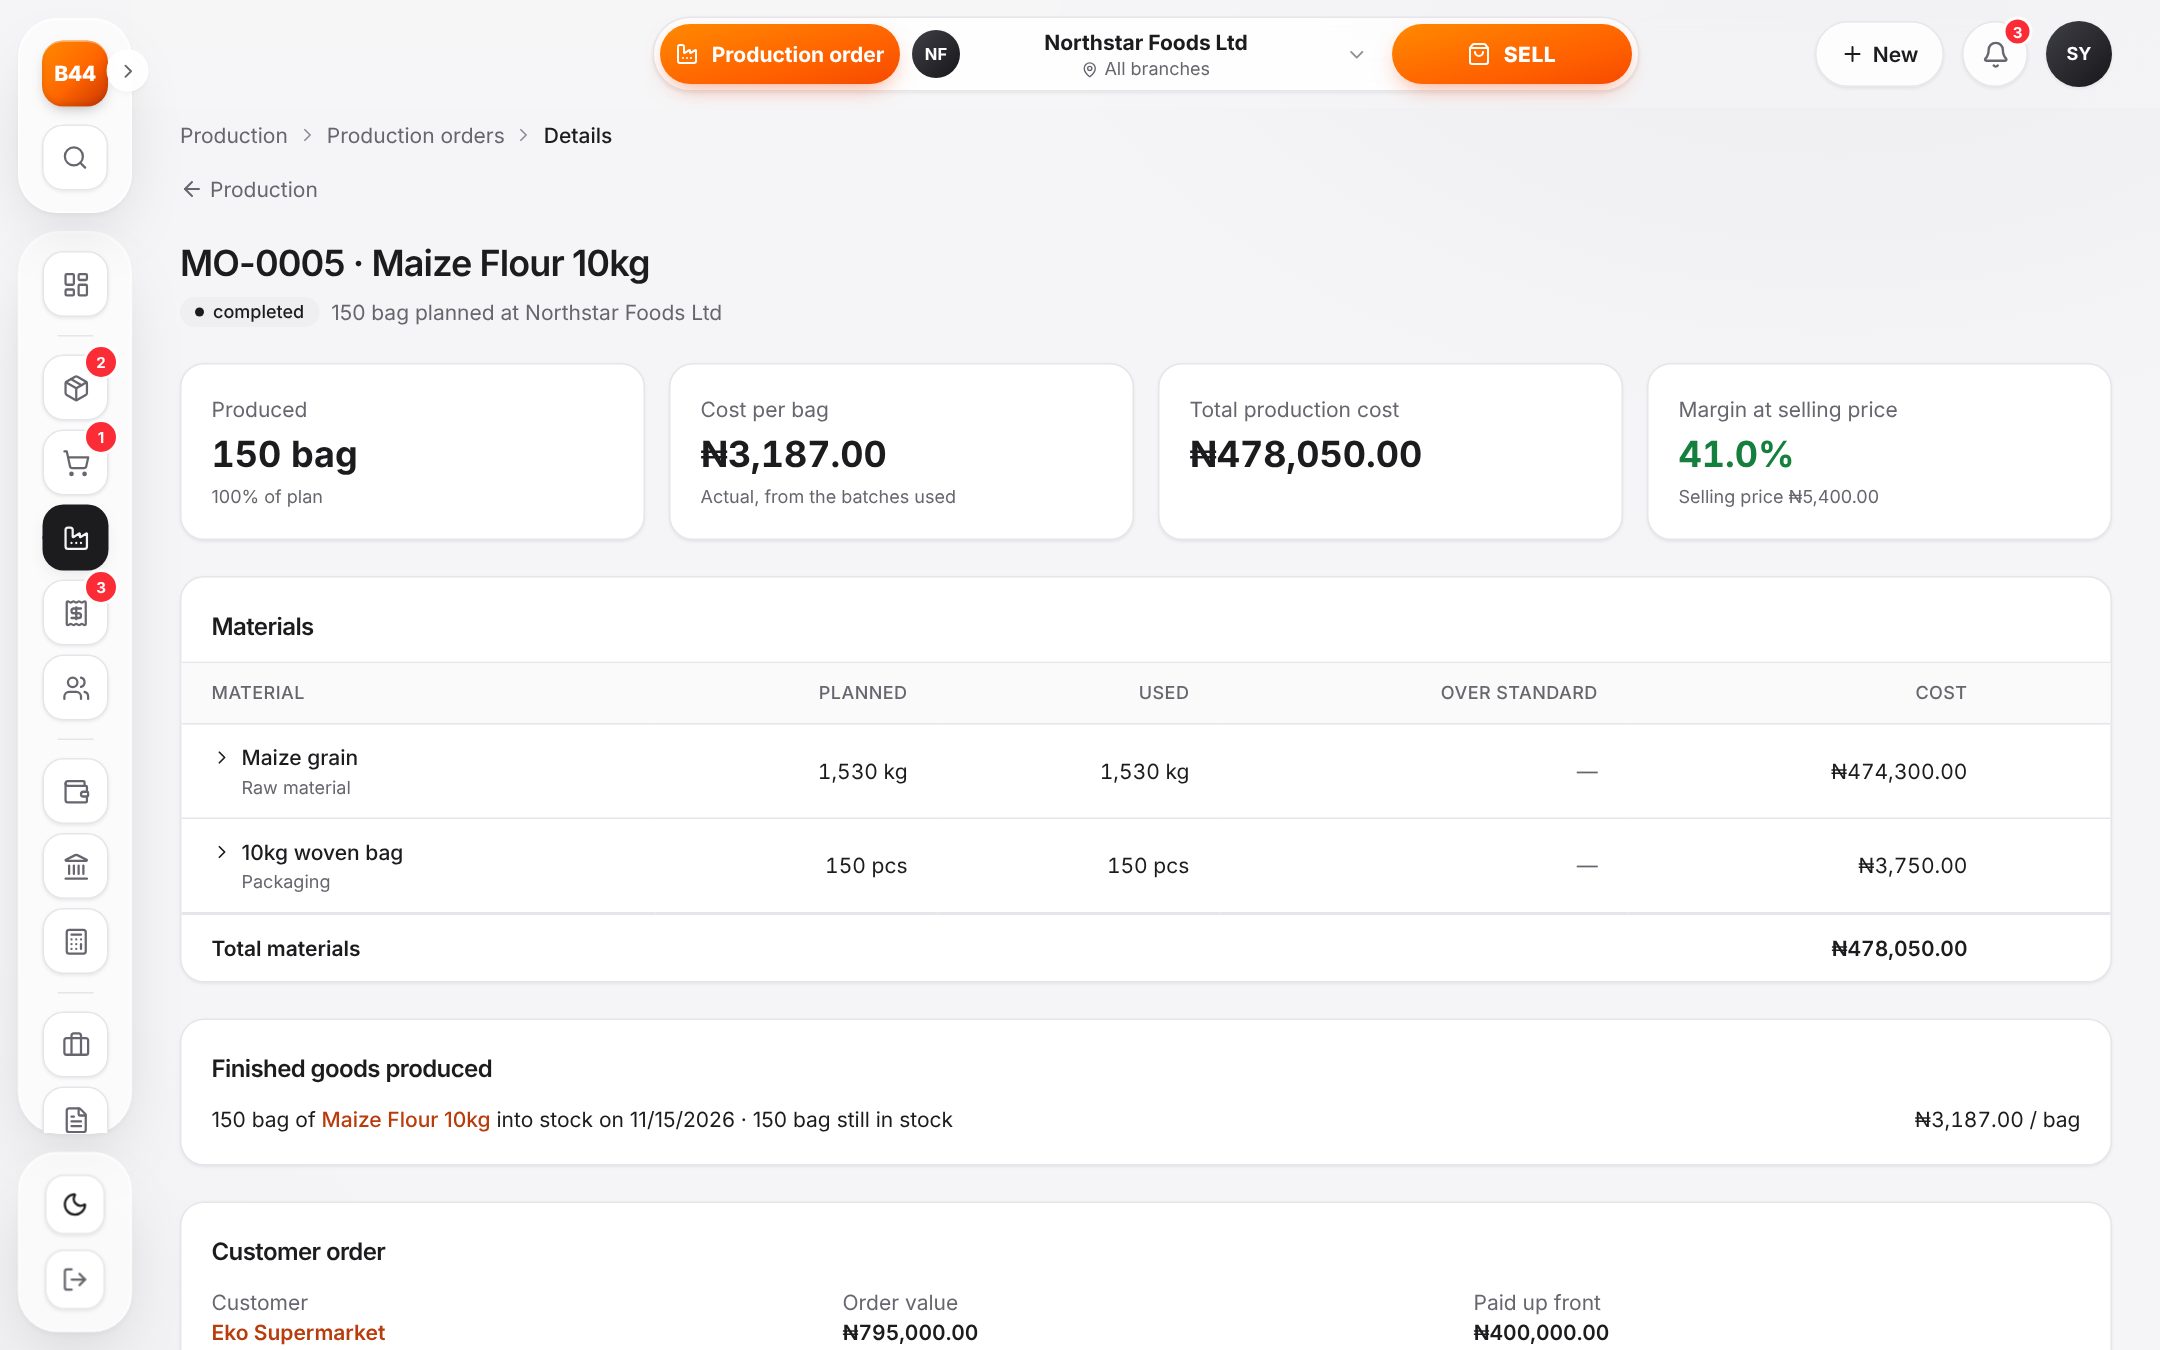 B44
Production order
NF
Northstar Foods Ltd
All branches
SELL
New
3
SY
Production
Production orders
Details
Production
MO-0005 · Maize Flour 10kg
completed
150 bag planned at Northstar Foods Ltd
2
1
3
Produced
150 bag
100% of plan
Cost per bag
₦3,187.00
Actual, from the batches used
Total production cost
₦478,050.00
Margin at selling price
41.0%
Selling price ₦5,400.00
Materials
MATERIAL PLANNED USED OVER STANDARD COST
Maize grain
Raw material
1,530 kg 1,530 kg — ₦474,300.00
10kg woven bag
Packaging
150 pcs 150 pcs — ₦3,750.00
Total materials ₦478,050.00
Finished goods produced
150 bag of Maize Flour 10kg into stock on 11/15/2026 · 150 bag still in stock ₦3,187.00 / bag
Customer order
Customer Order value Paid up front
Eko Supermarket ₦795,000.00 ₦400,000.00